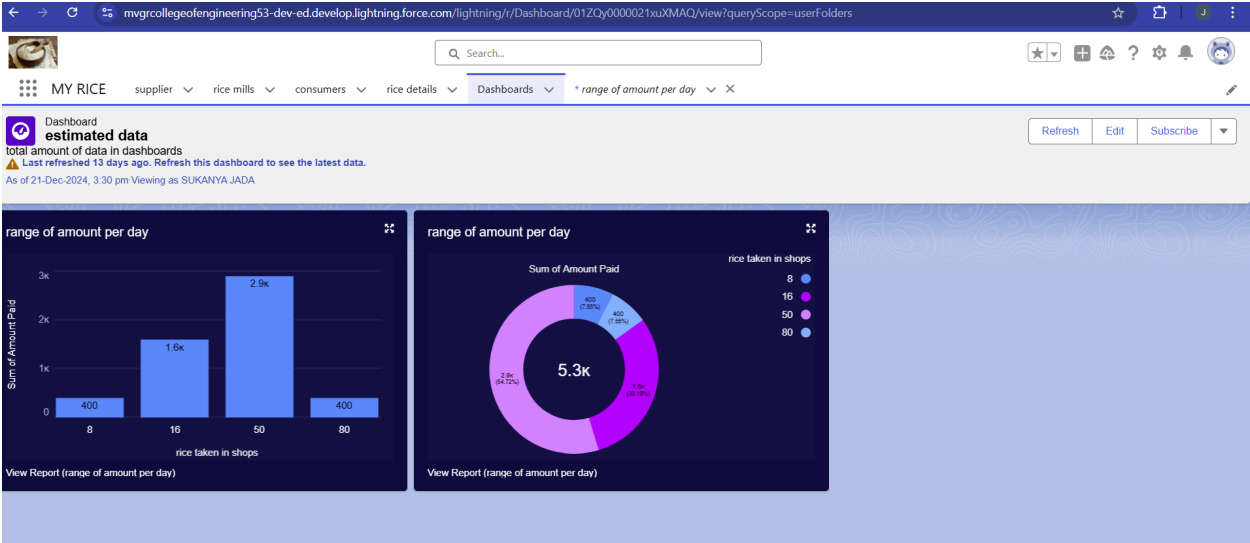 mvgrcollegeofengineering53-dev-ed.develop.lightning.force.com/lightning/r/Dashboard/01ZQy0000021xuXMAQ/view?queryScope=userFolders
J
Search...
MY RICE
supplier
rice mills
consumers
rice details
Dashboards
* range of amount per day
Dashboard
estimated data
total amount of data in dashboards
Last refreshed 13 days ago. Refresh this dashboard to see the latest data.
As of 21-Dec-2024, 3:30 pm·Viewing as SUKANYA JADA
Refresh
Edit
Subscribe
range of amount per day
Sum of Amount Paid
3K
2K
1K
0
400
1.6K
2.9K
400
8
16
50
80
rice taken in shops
View Report (range of amount per day)
range of amount per day
Sum of Amount Paid
rice taken in shops
8
16
50
80
400
(7.55%)
400
(7.55%)
1.6K
(30.19%)
2.9K
(54.72%)
5.3K
View Report (range of amount per day)